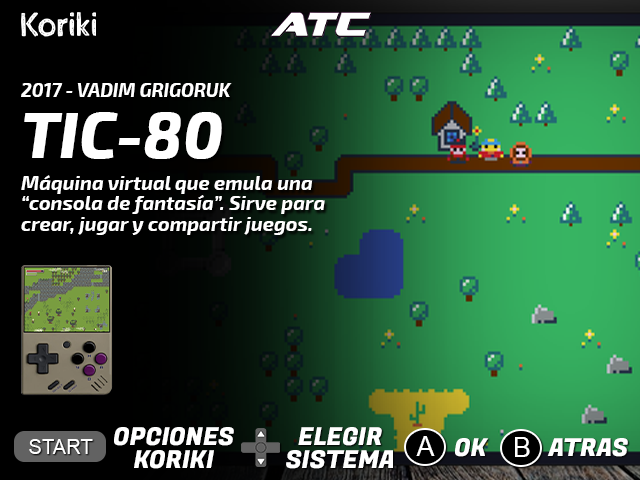 Koriki
ATC
2017 - VADIM GRIGORUK
TIC-80
Máquina virtual que emula una
“consola de fantasía”. Sirve para
crear, jugar y compartir juegos.
START
OPCIONES
KORIKI
ELEGIR
SISTEMA
A OK
B ATRAS